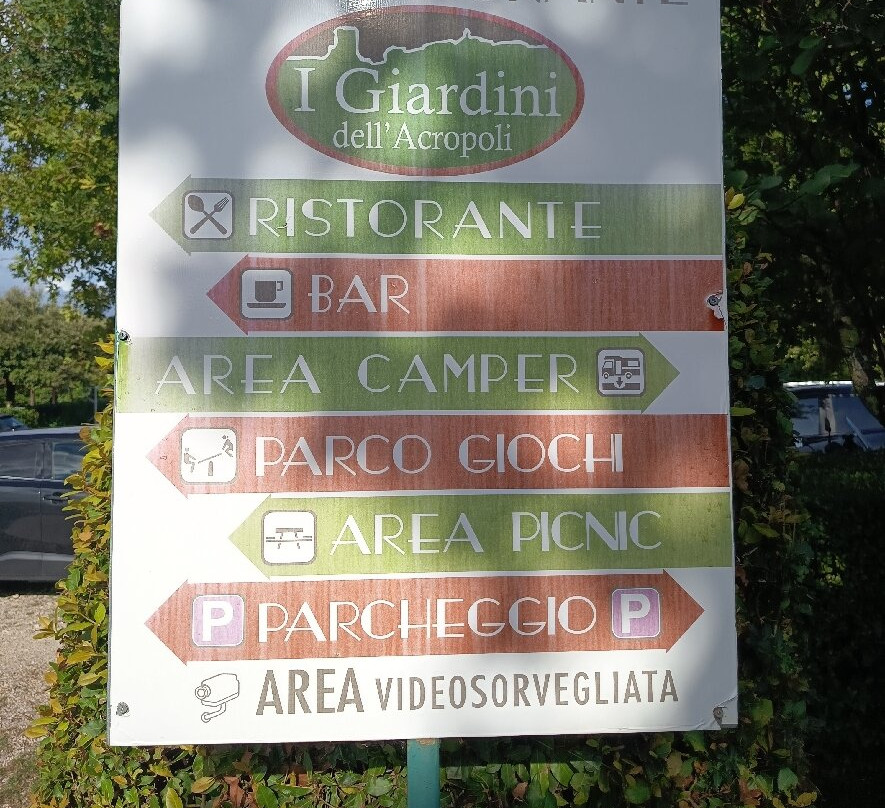 I Giardini
dell'Acropoli
RISTORANTE
BAR
AREA CAMPER
PARCO GIOCHI
AREA PICNIC
P PARCHEGGIO P
AREA VIDEOSORVEGLIATA